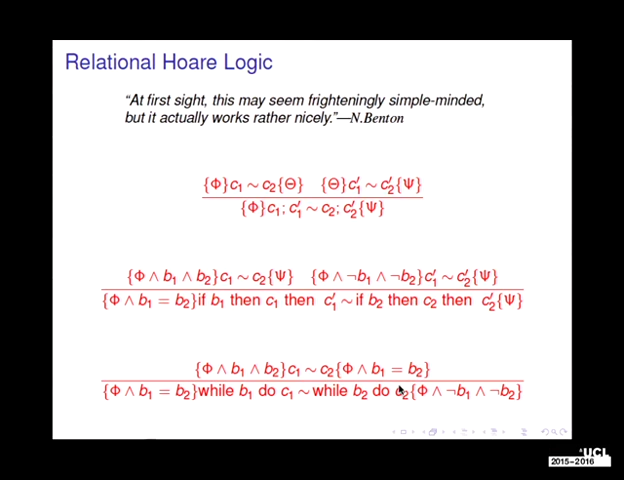 Relational Hoare Logic
“At first sight, this may seem frighteningly simple-minded,
but it actually works rather nicely.”—N.Benton
{Φ}c₁ ∼ c₂{Θ} {Θ}c′₁ ∼ c′₂{Ψ}
{Φ}c₁; c′₁ ∼ c₂; c′₂{Ψ}
{Φ ∧ b₁ ∧ b₂}c₁ ∼ c₂{Ψ} {Φ ∧ ¬b₁ ∧ ¬b₂}c′₁ ∼ c′₂{Ψ}
{Φ ∧ b₁ = b₂}if b₁ then c₁ then c′₁ ∼ if b₂ then c₂ then c′₂{Ψ}
{Φ ∧ b₁ ∧ b₂}c₁ ∼ c₂{Φ ∧ b₁ = b₂}
{Φ ∧ b₁ = b₂}while b₁ do c₁ ∼ while b₂ do c₂{Φ ∧ ¬b₁ ∧ ¬b₂}
UCL
2015–2016